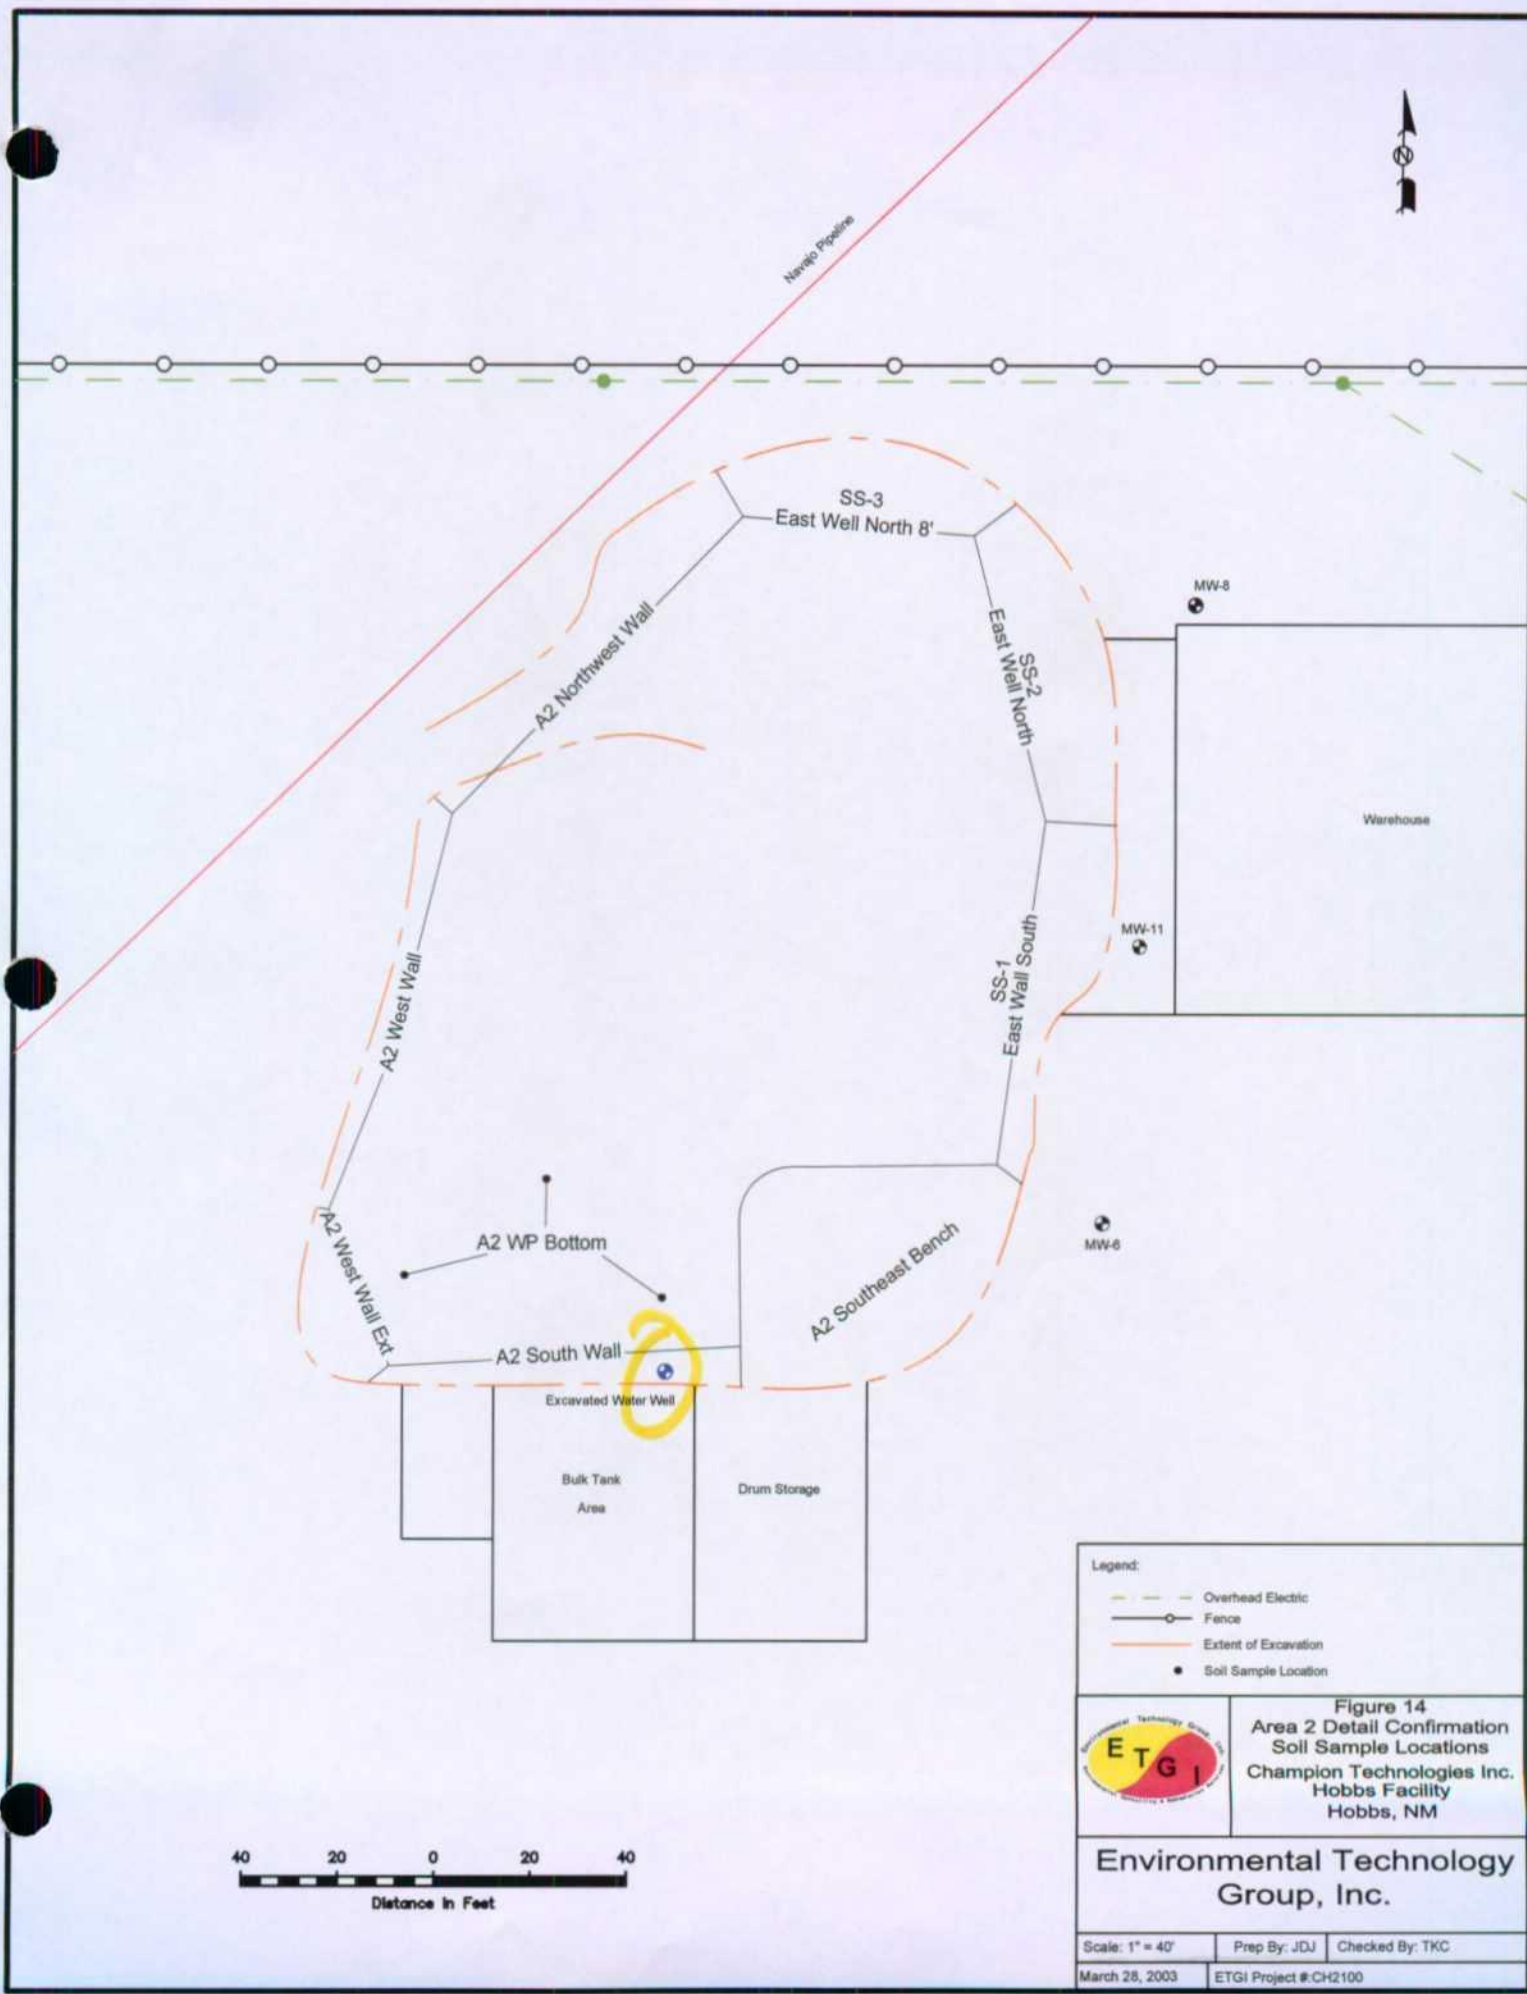 Navajo Pipeline
N
SS-3
East Well North 8'
MW-8
A2 Northwest Wall
SS-2
East Well North
Warehouse
MW-11
A2 West Wall
SS-1
East Wall South
A2 WP Bottom
MW-6
A2 West Wall Ext
A2 Southeast Bench
A2 South Wall
Excavated Water Well
Bulk Tank
Area
Drum Storage
Legend:
Overhead Electric
Fence
Extent of Excavation
Soil Sample Location
Environmental Technology Group, Inc.
E T G I
Figure 14
Area 2 Detail Confirmation
Soil Sample Locations
Champion Technologies Inc.
Hobbs Facility
Hobbs, NM
Environmental Technology
Group, Inc.
40 20 0 20 40
Distance in Feet
Scale: 1" = 40' Prep By: JDJ Checked By: TKC
March 28, 2003 ETGI Project #:CH2100